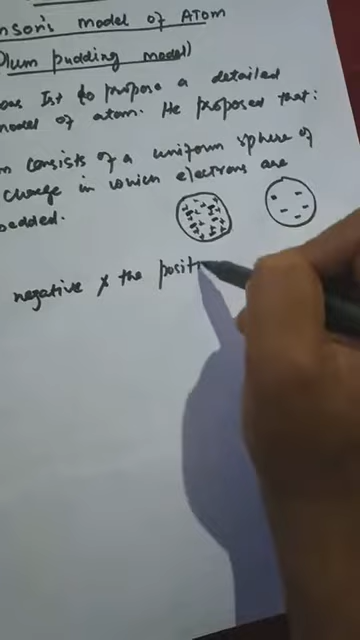 nson's model of ATOM
(Plum pudding model)
was Ist to propose a detailed
model of atom. He proposed that:
consists of a uniform sphere of
charge in which electrons are
bedded.
negative & the posit